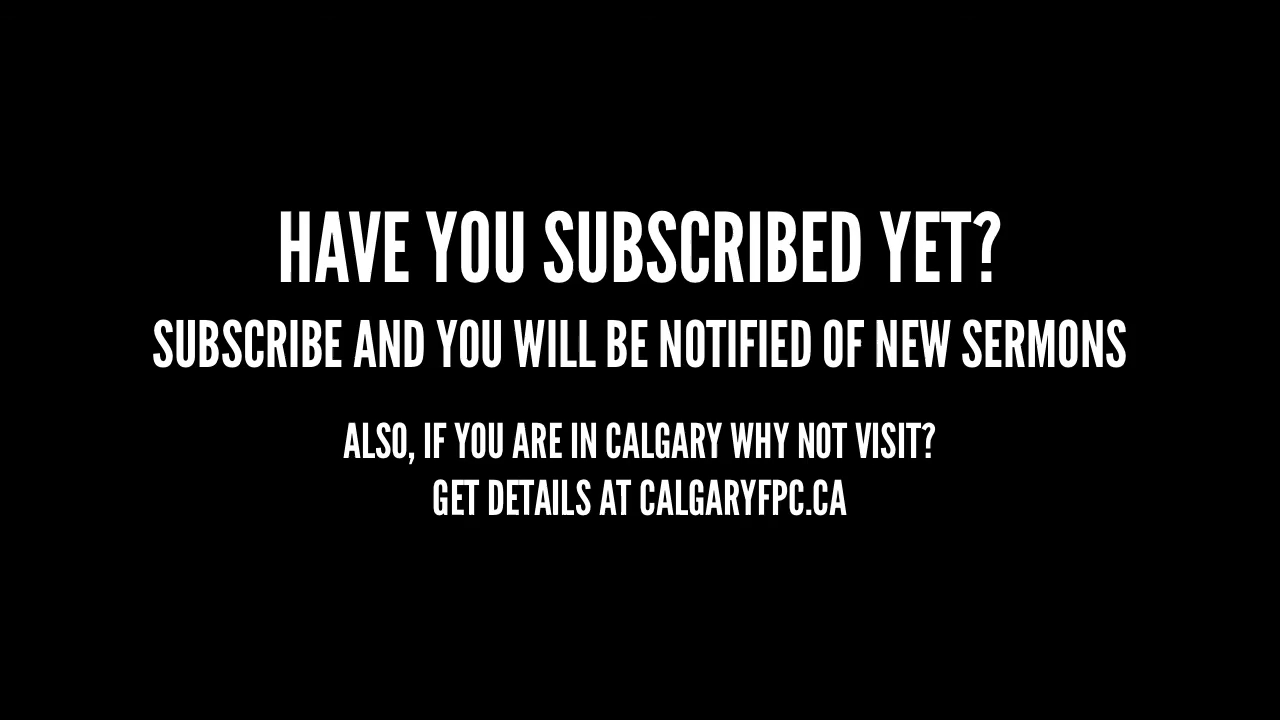 HAVE YOU SUBSCRIBED YET?
SUBSCRIBE AND YOU WILL BE NOTIFIED OF NEW SERMONS
ALSO, IF YOU ARE IN CALGARY WHY NOT VISIT?
GET DETAILS AT CALGARYFPC.CA